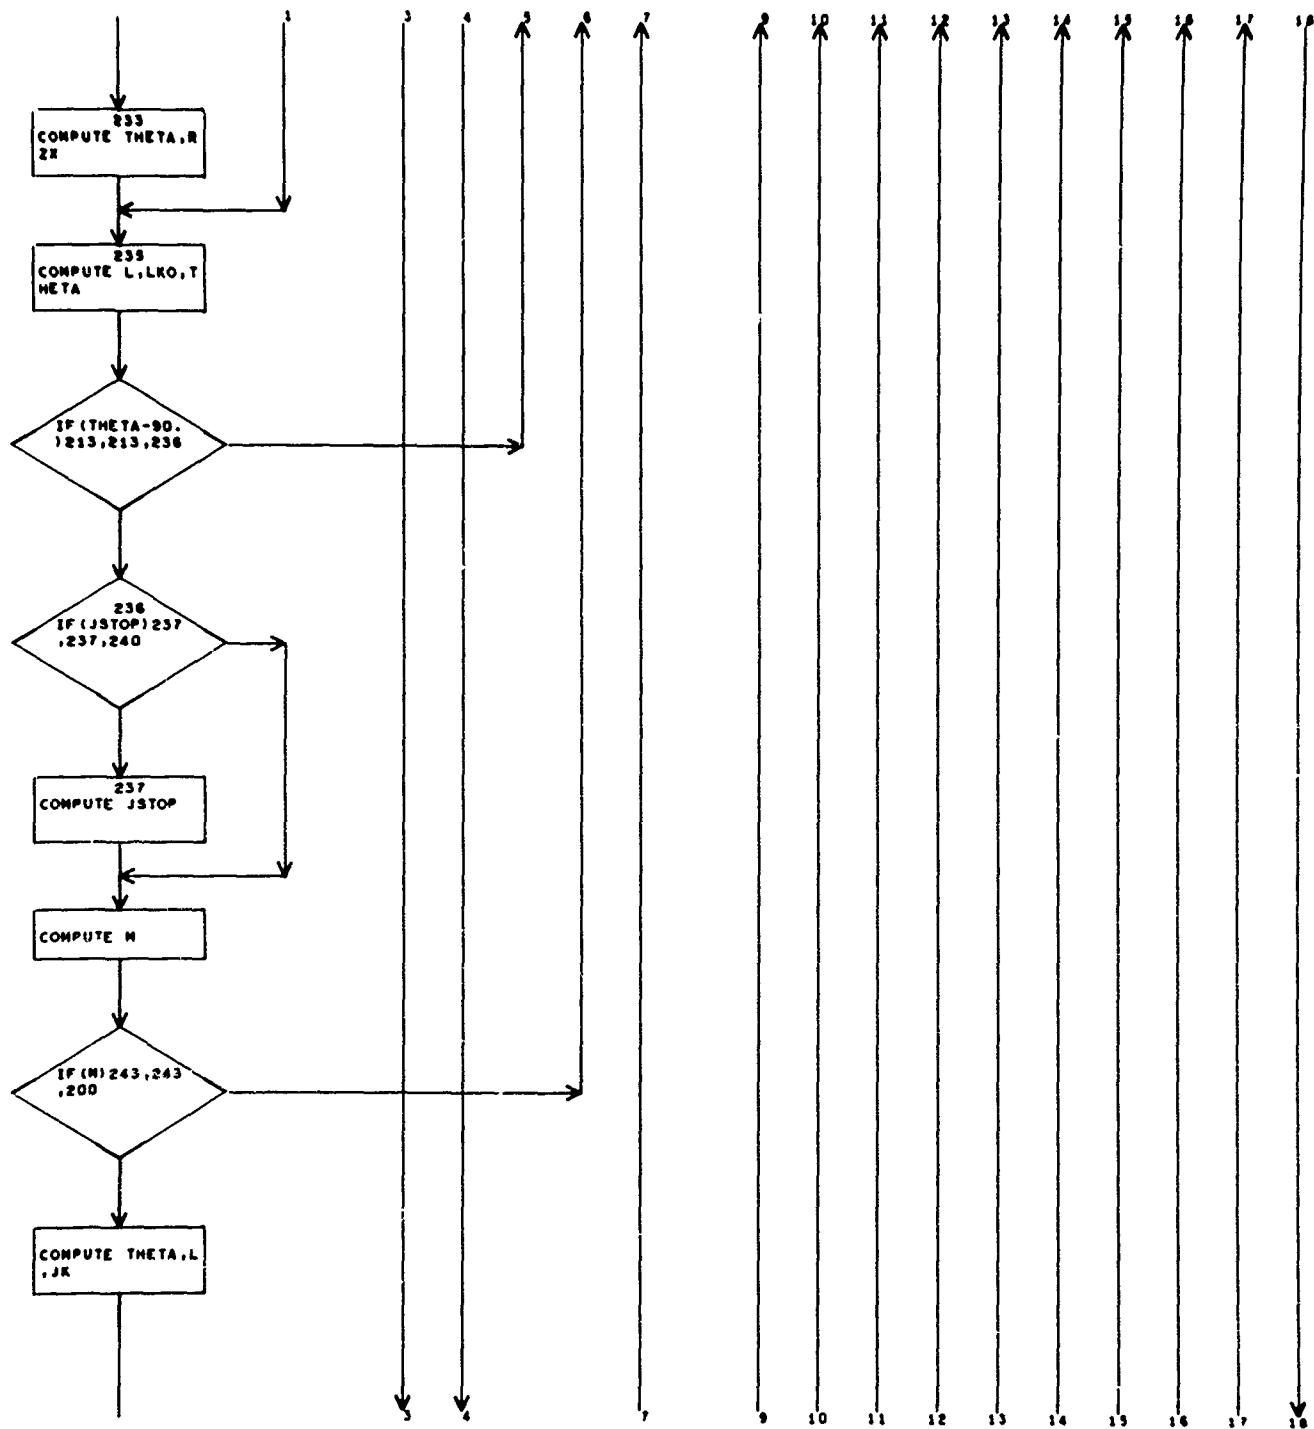 1 3 4 5 6 7 9 10 11 12 13 14 15 16 17 18
233
COMPUTE THETA,R
ZX
235
COMPUTE L,LKO,T
HETA
IF(THETA-90.
)213,213,236
236
IF(JSTOP)237
,237,240
237
COMPUTE JSTOP
COMPUTE M
IF(M)243,243
,200
COMPUTE THETA,L
,JK
3 4 7 9 10 11 12 13 14 15 16 17 18